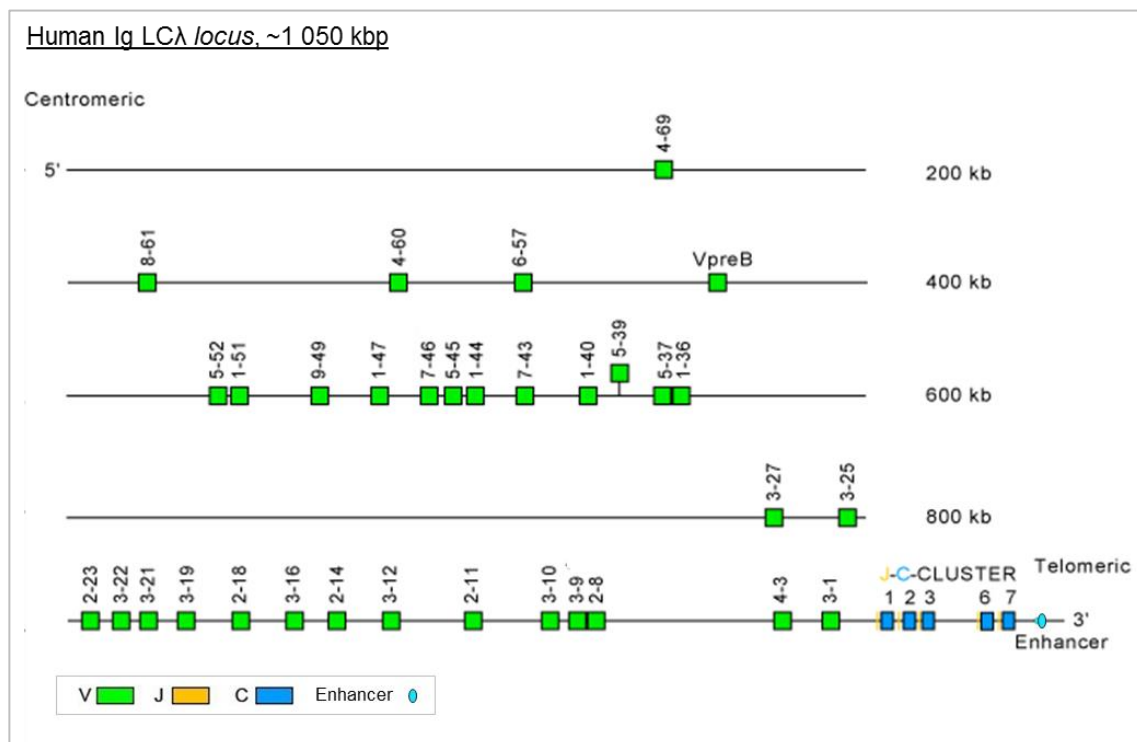 Human Ig LCλ locus, ~1 050 kbp
Centromeric
4-69
5' 200 kb
8-61 4-60 6-57 VpreB
400 kb
5-52 1-51 9-49 1-47 7-46 5-45 1-44 7-43 1-40 5-39 5-37 1-36
600 kb
3-27 3-25
800 kb
2-23 3-22 3-21 3-19 2-18 3-16 2-14 3-12 2-11 3-10 3-9 2-8 4-3 3-1
J-C-CLUSTER Telomeric
1 2 3 6 7
3'
Enhancer
V J C Enhancer